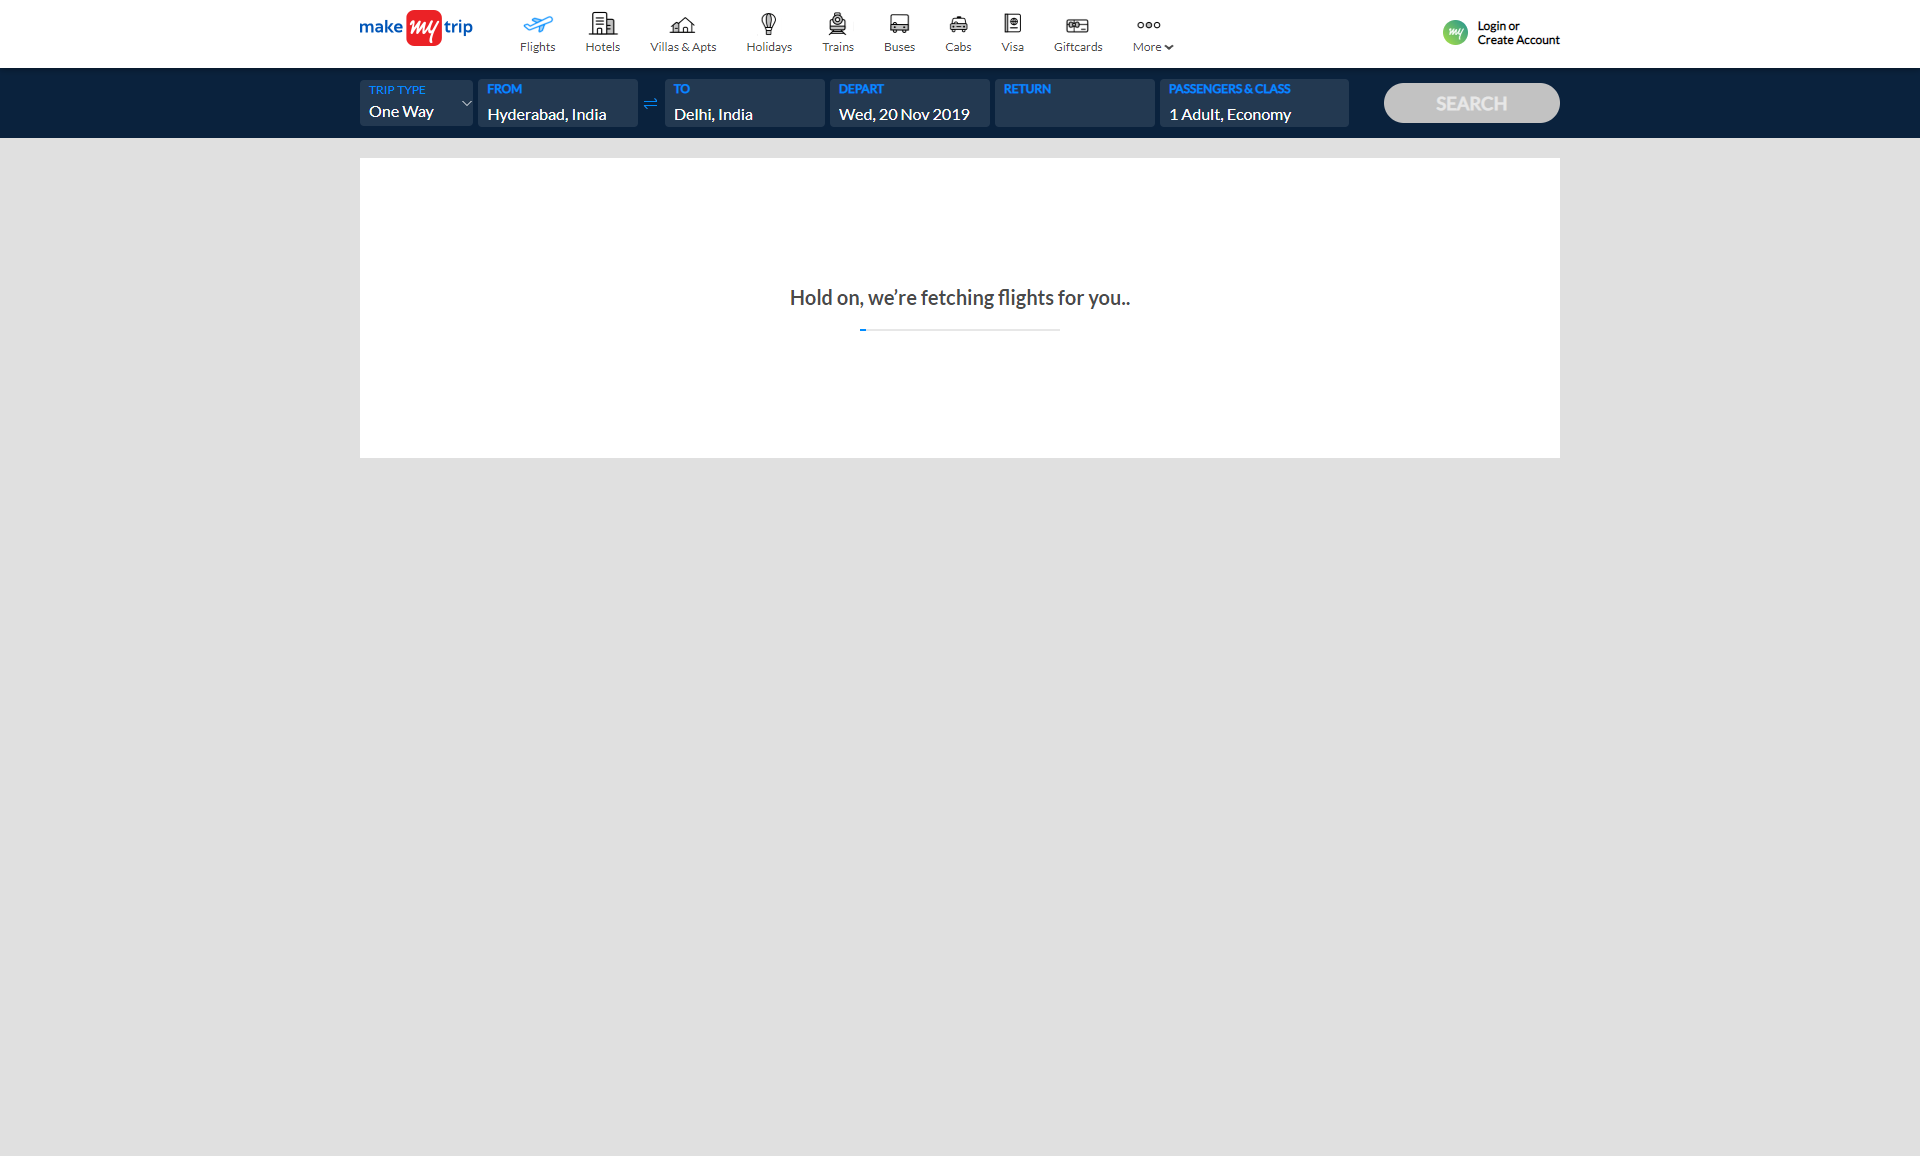 make my trip
Flights
Hotels
Villas & Apts
Holidays
Trains
Buses
Cabs
Visa
Giftcards
More
my
Login or
Create Account
TRIP TYPE
One Way
FROM
Hyderabad, India
TO
Delhi, India
DEPART
Wed, 20 Nov 2019
RETURN
PASSENGERS & CLASS
1 Adult, Economy
SEARCH
Hold on, we’re fetching flights for you..